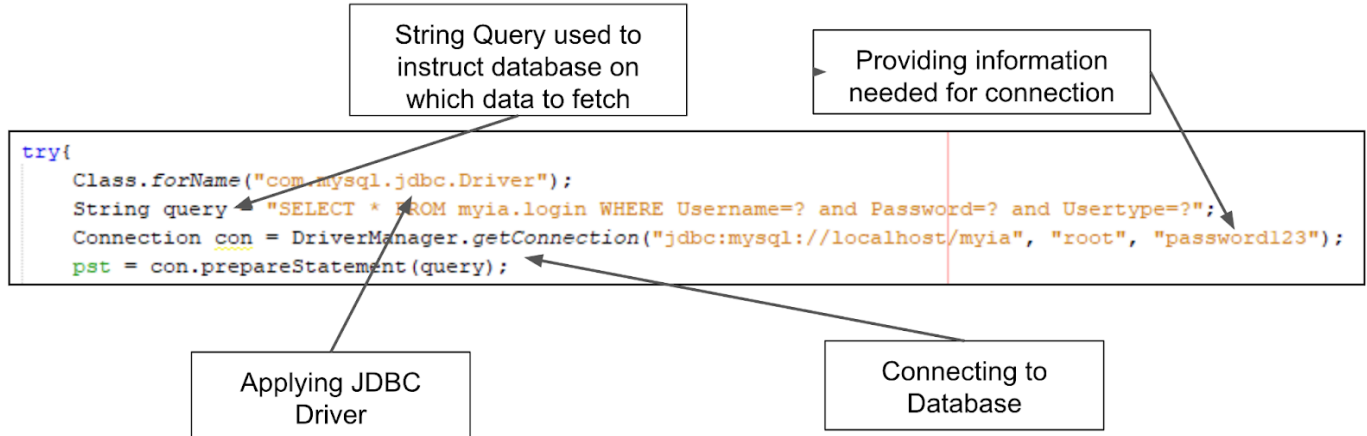 String Query used to
instruct database on
which data to fetch
Providing information
needed for connection
try{
Class.forName("com.mysql.jdbc.Driver");
String query = "SELECT * FROM myia.login WHERE Username=? and Password=? and Usertype=?";
Connection con = DriverManager.getConnection("jdbc:mysql://localhost/myia", "root", "password123");
pst = con.prepareStatement(query);
Applying JDBC
Driver
Connecting to
Database